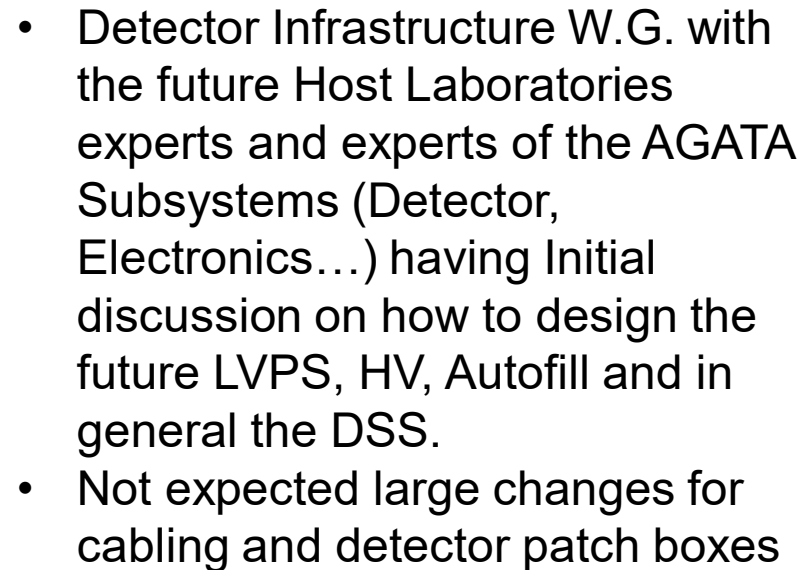 • Detector Infrastructure W.G. with
the future Host Laboratories
experts and experts of the AGATA
Subsystems (Detector,
Electronics…) having Initial
discussion on how to design the
future LVPS, HV, Autofill and in
general the DSS.
• Not expected large changes for
cabling and detector patch boxes